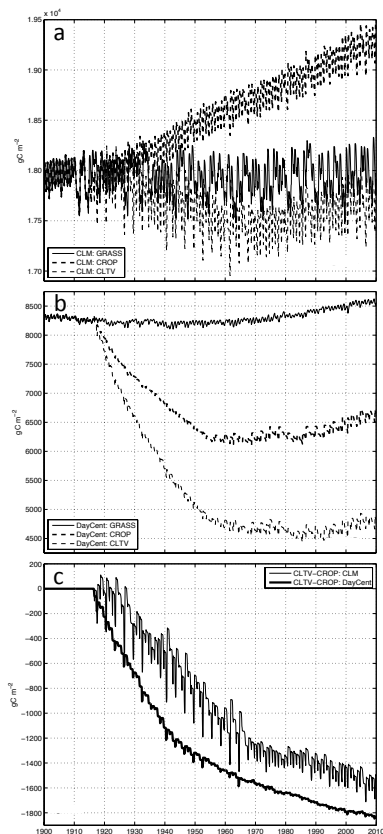 x 10⁴
a
1.95
1.90
1.85
1.80
1.75
1.70
gC m⁻²
CLM: GRASS
CLM: CROP
CLM: CLTV
b
8500
8000
7500
7000
6500
6000
5500
5000
4500
gC m⁻²
DayCent: GRASS
DayCent: CROP
DayCent: CLTV
c
200
0
−200
−400
−600
−800
−1000
−1200
−1400
−1600
−1800
gC m⁻²
CLTV−CROP: CLM
CLTV−CROP: DayCent
1900 1910 1920 1930 1940 1950 1960 1970 1980 1990 2000 2010